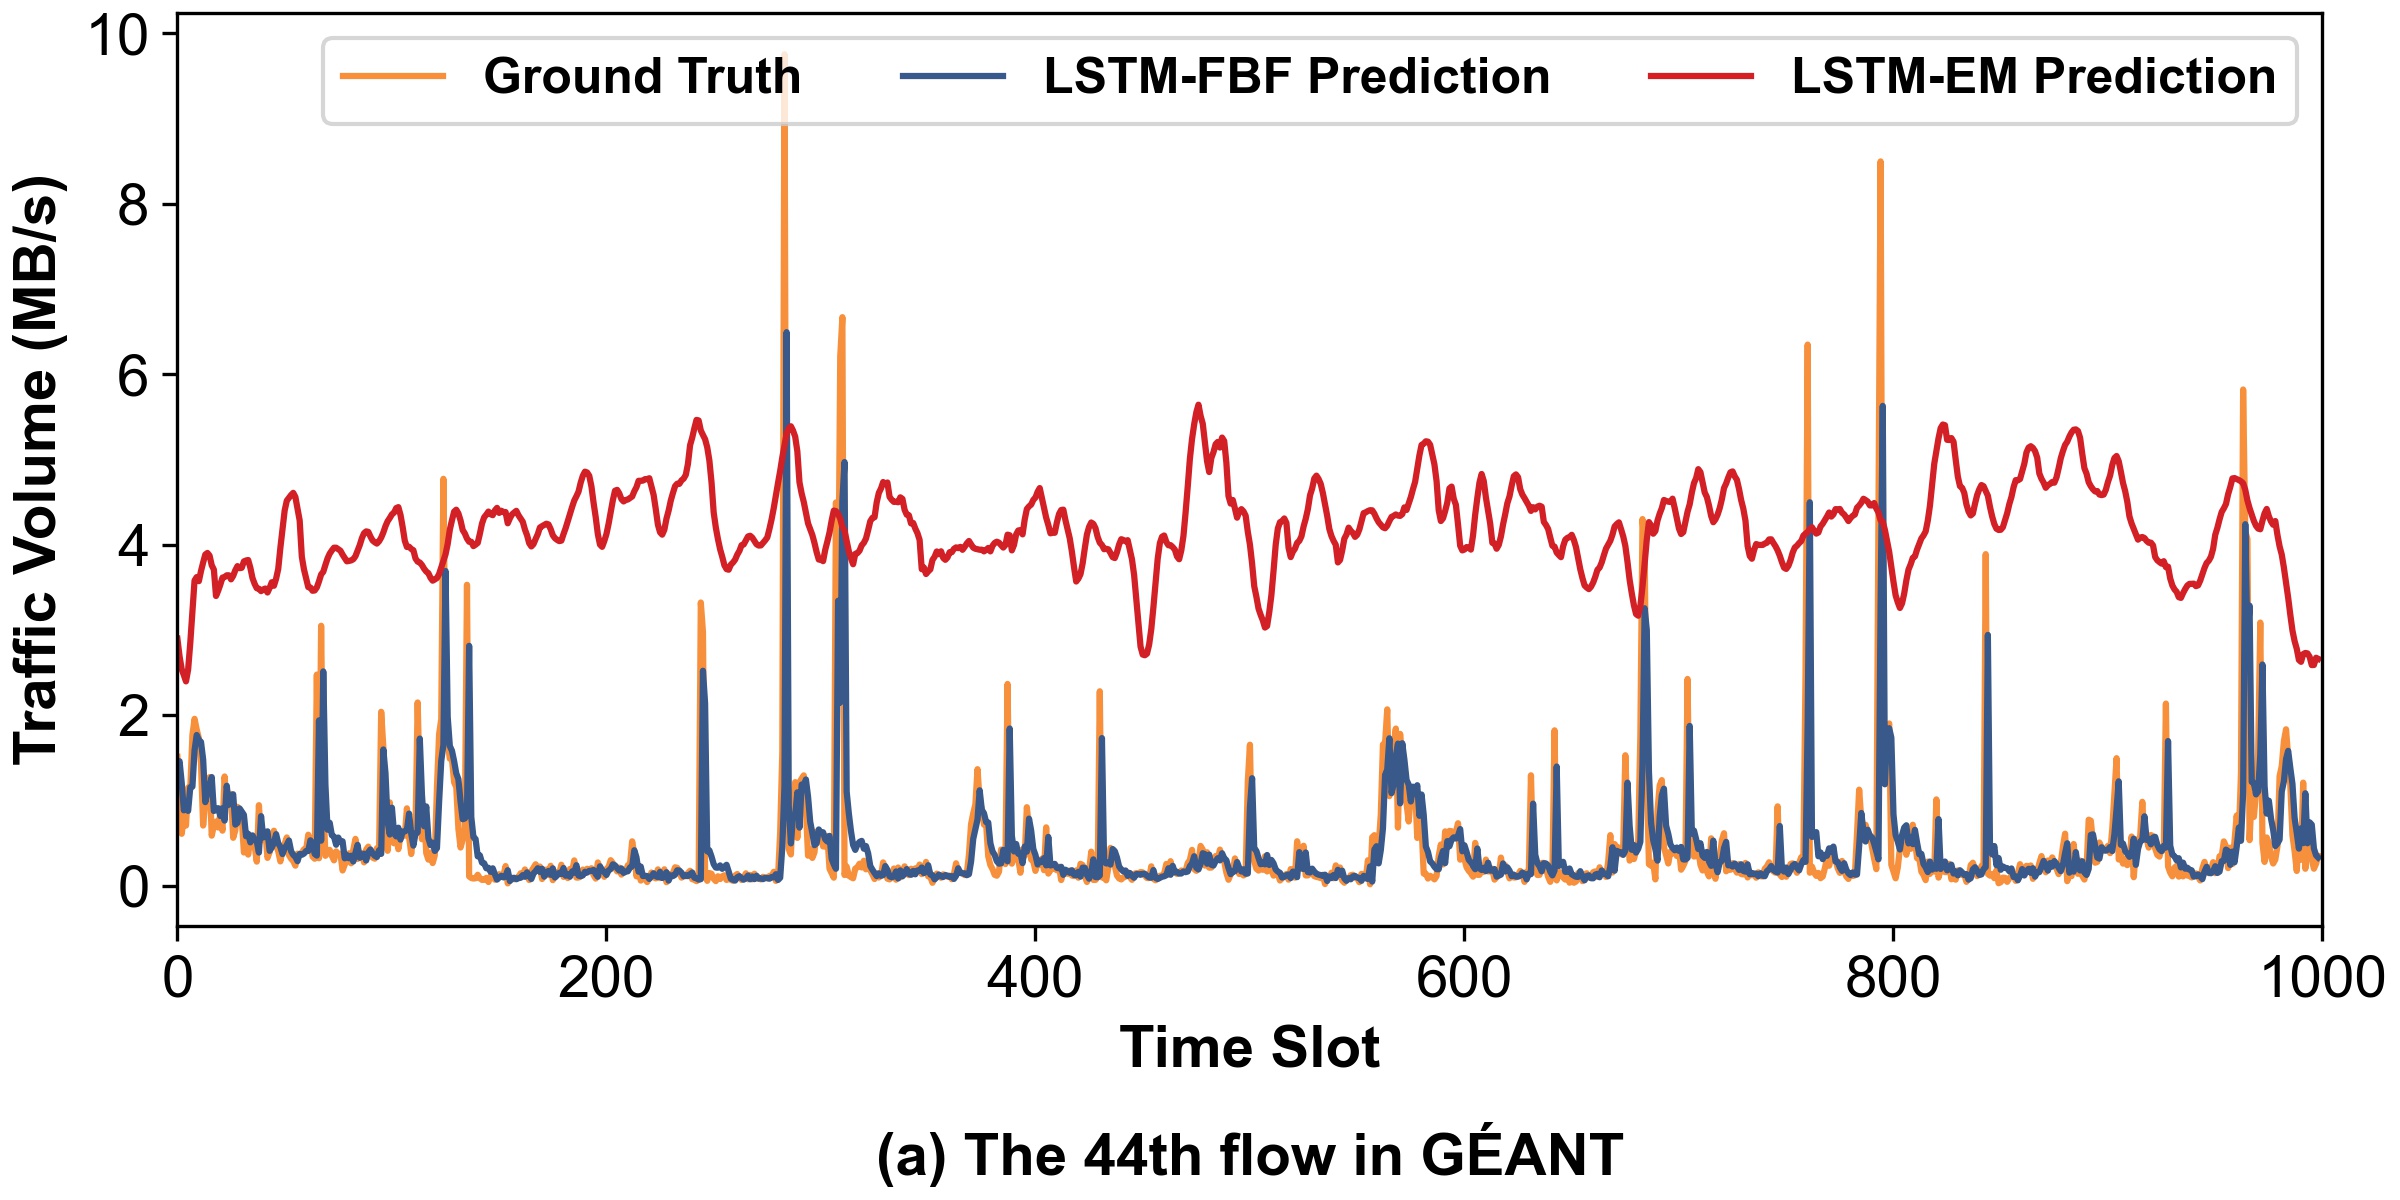 10
8
6
4
2
0
Traffic Volume (MB/s)
Ground Truth LSTM-FBF Prediction LSTM-EM Prediction
0 200 400 600 800 1000
Time Slot
(a) The 44th flow in GÉANT